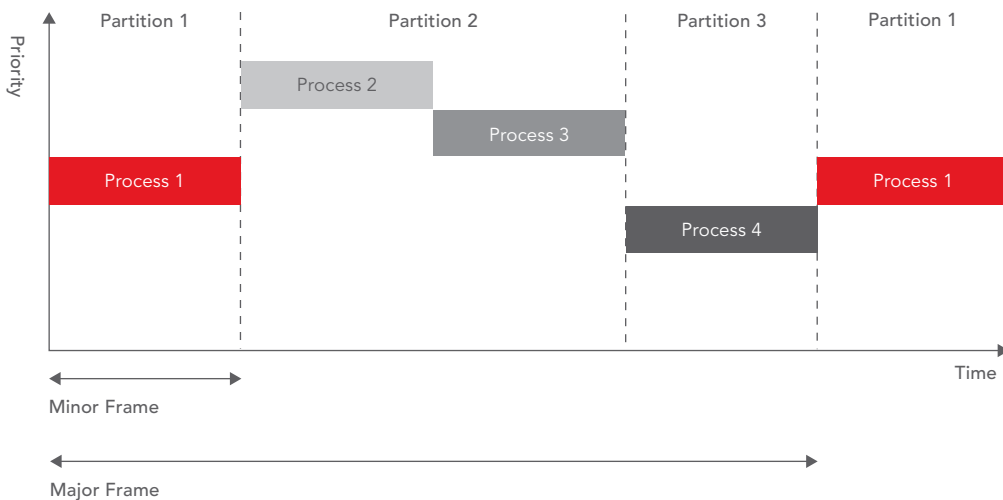 Partition 1
Partition 2
Partition 3
Partition 1
Priority
Process 2
Process 3
Process 1
Process 1
Process 4
Time
Minor Frame
Major Frame